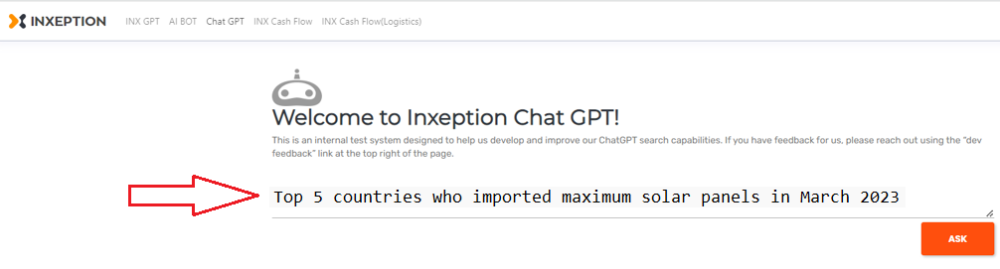 INXEPTION INX GPT AI BOT Chat GPT INX Cash Flow INX Cash Flow(Logistics)
Welcome to Inxeption Chat GPT!
This is an internal test system designed to help us develop and improve our ChatGPT search capabilities. If you have feedback for us, please reach out using the "dev
feedback" link at the top right of the page.
Top 5 countries who imported maximum solar panels in March 2023
ASK